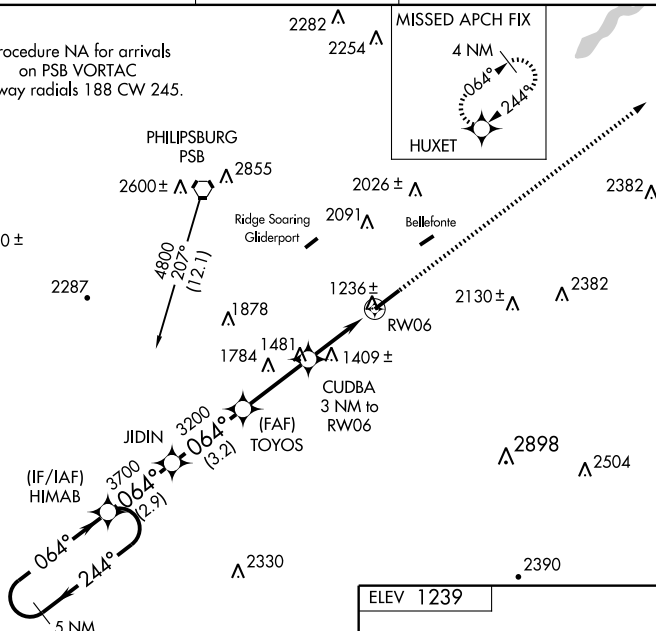 rocedure NA for arrivals
on PSB VORTAC
way radials 188 CW 245.
2282
2254
MISSED APCH FIX
4 NM
064°
244°
HUXET
PHILIPSBURG
PSB
2600 ±
2855
2026 ±
2382
Ridge Soaring
Gliderport
2091
Bellefonte
0 ±
4800
207°
(12.1)
2287
1236 ±
2130 ±
2382
1878
RW06
1481
1784
1409 ±
CUDBA
3 NM to
RW06
3200
064°
(3.2)
(FAF)
TOYOS
JIDIN
3700
064°
(2.9)
(IF/IAF)
HIMAB
2898
2504
064°
244°
2330
2390
5 NM
ELEV 1239